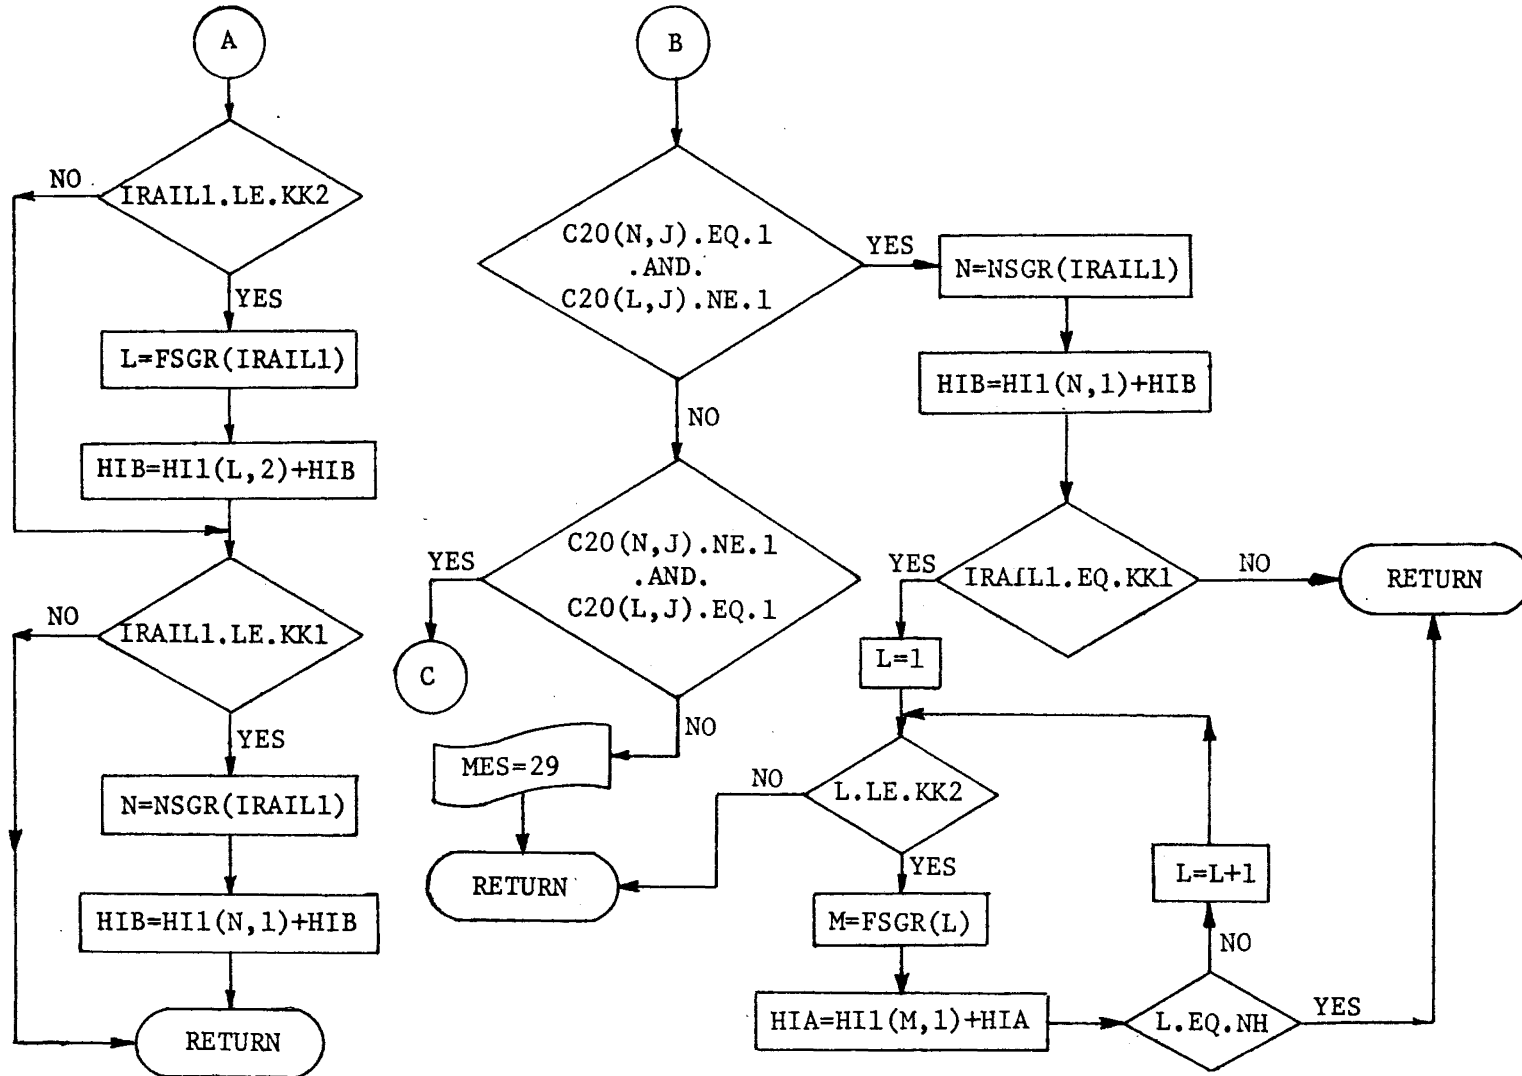 A
NO
IRAIL1.LE.KK2
YES
L=FSGR(IRAIL1)
HIB=HI1(L,2)+HIB
NO
IRAIL1.LE.KK1
YES
N=NSGR(IRAIL1)
HIB=HI1(N,1)+HIB
RETURN
B
C20(N,J).EQ.1
.AND.
C20(L,J).NE.1
YES
NO
C20(N,J).NE.1
.AND.
C20(L,J).EQ.1
YES
C
NO
MES=29
RETURN
N=NSGR(IRAIL1)
HIB=HI1(N,1)+HIB
YES
IRAIL1.EQ.KK1
NO
RETURN
L=1
NO
L.LE.KK2
YES
M=FSGR(L)
HIA=HI1(M,1)+HIA
L=L+1
NO
L.EQ.NH
YES